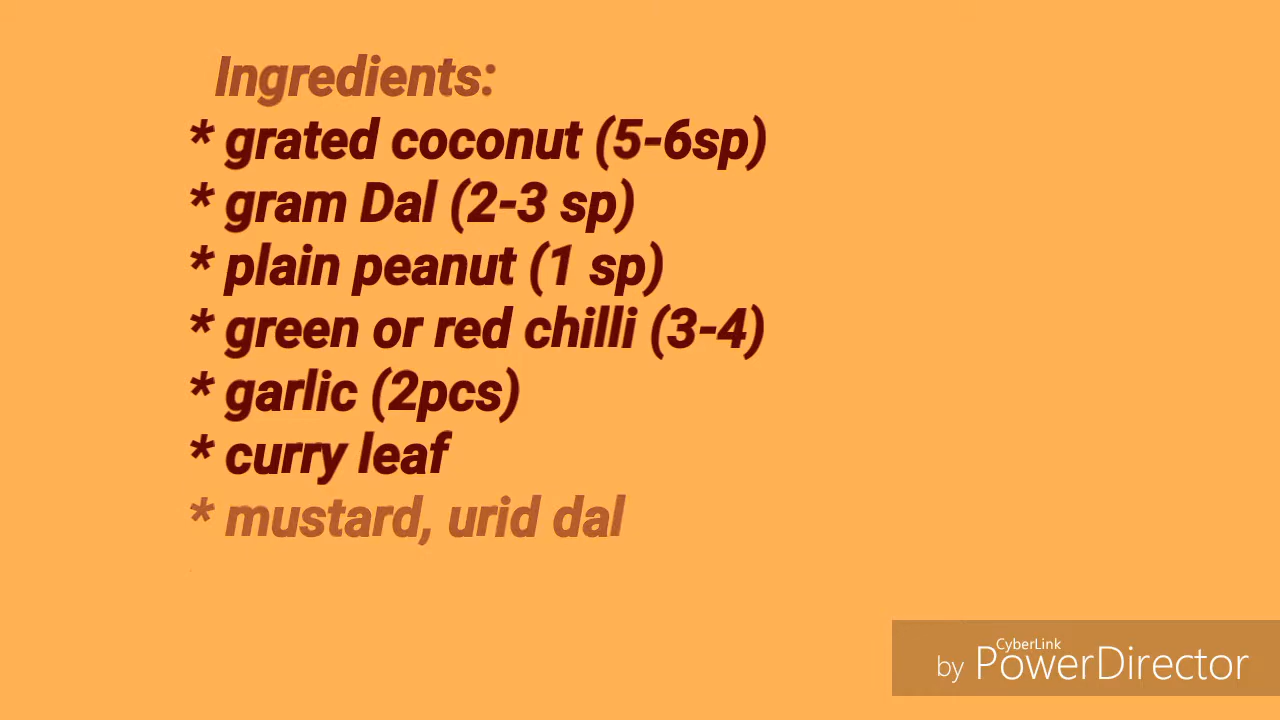 Ingredients:
* grated coconut (5-6sp)
* gram Dal (2-3 sp)
* plain peanut (1 sp)
* green or red chilli (3-4)
* garlic (2pcs)
* curry leaf
* mustard, urid dal
CyberLink
by PowerDirector